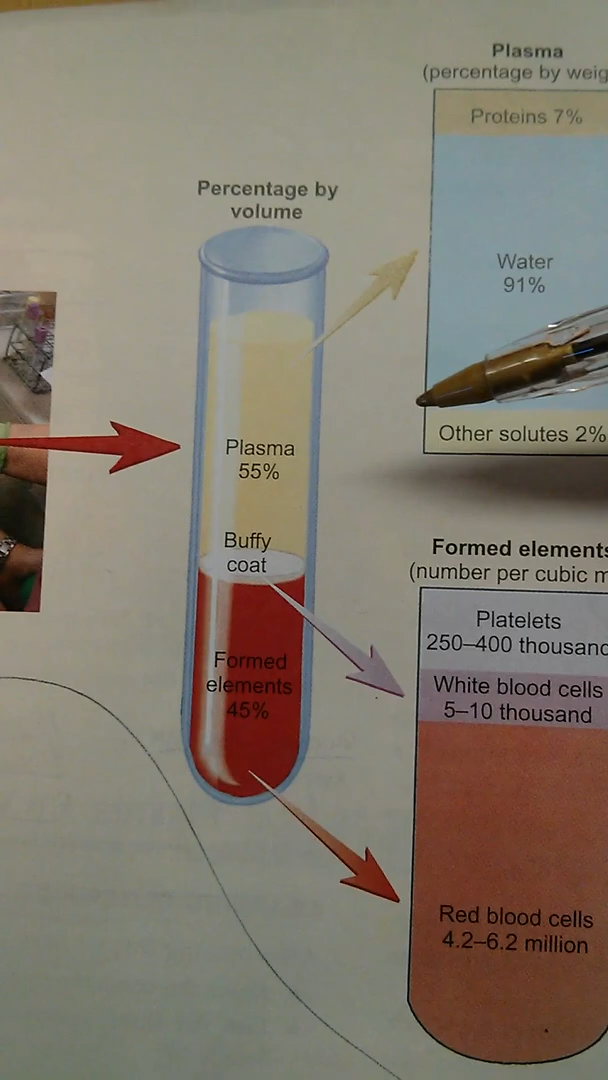 Plasma
(percentage by weig
Proteins 7%
Water
91%
Other solutes 2%
Percentage by
volume
Plasma
55%
Buffy
coat
Formed
elements
45%
Formed elements
(number per cubic m
Platelets
250–400 thousand
White blood cells
5–10 thousand
Red blood cells
4.2–6.2 million